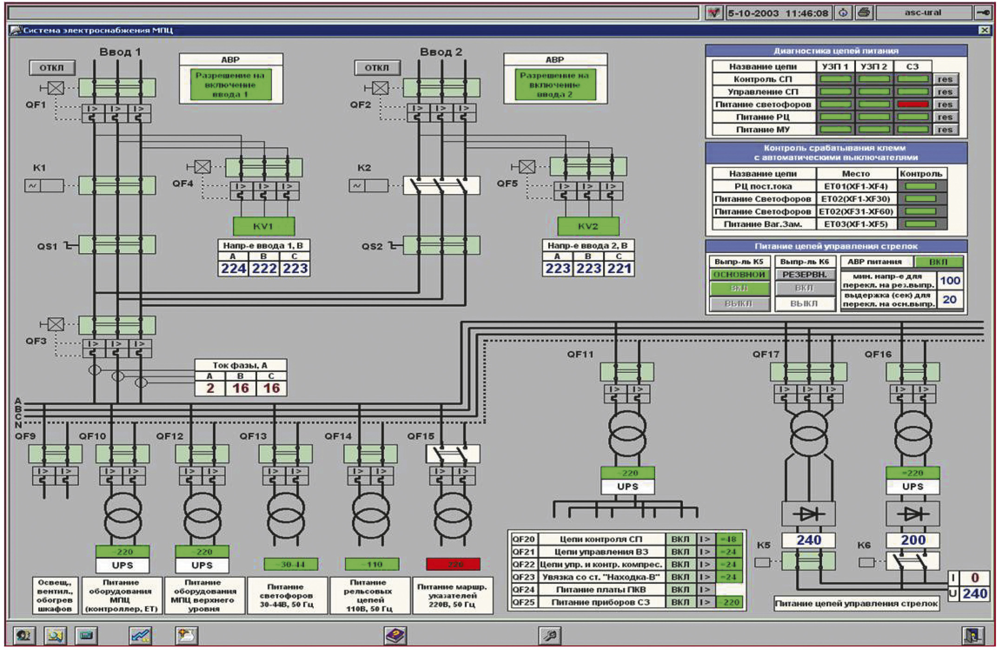 5-10-2003 11:46:08
asc-ural
Система электроснабжения МПЦ
Ввод 1
ОТКЛ
АВР
Разрешение на
включение
ввода 1
QF1
I> I> I>
K1
QF4
I> I> I>
KV1
QS1
Напр-е ввода 1, В
A B C
224 222 223
Ввод 2
ОТКЛ
АВР
Разрешение на
включение
ввода 2
QF2
I> I> I>
K2
QF5
I> I> I>
KV2
QS2
Напр-е ввода 2, В
A B C
223 223 221
Диагностика цепей питания
Название цепи УЗП 1 УЗП 2 СЗ
Контроль СП res
Управление СП res
Питание светофоров res
Питание РЦ res
Питание МУ res
Контроль срабатывания клемм
с автоматическими выключателями
Название цепи Место Контроль
РЦ пост.тока ET01(XF1-XF4)
Питание Светофоров ET02(XF1-XF30)
Питание Светофоров ET02(XF31-XF60)
Питание Ваг.Зам. ET03(XF1-XF5)
Питание цепей управления стрелок
Выпр-ль К5 Выпр-ль К6 АВР питания ВКЛ
ОСНОВНОЙ РЕЗЕРВН.
мин. напр-е для
перекл. на рез.выпр. 100
ВКЛ ВКЛ
выдержка (сек) для
перекл. на осн.выпр. 20
ВЫКЛ ВЫКЛ
QF3
I> I> I>
Ток фазы, А
A B C
2 16 16
A
B
C
N
QF11 QF17 QF16
I> I> I> I> I> I> I>
QF9 QF10 QF12 QF13 QF14 QF15
I> I> I> I> I> I> I> I> I> I> I> I>
~220 =220
UPS UPS
~220 ~220
UPS UPS
~30-44 ~110 220
Освещ.,
вентил.,
обогрев
шкафов
Питание
оборудования
МПЦ
(контроллер, ET)
Питание
оборудования
МПЦ верхнего
уровня
Питание
светофоров
30-44В, 50 Гц
Питание
рельсовых
цепей
110В, 50 Гц
Питание маршр.
указателей
220В, 50 Гц
QF20 Цепи контроля СП ВКЛ I> =48
QF21 Цепи управления ВЗ ВКЛ I> =24
QF22 Цепи упр. и контр. компрес. ВКЛ I> =24
QF23 Увязка со ст. "Находка-В" ВКЛ I> =24
QF24 Питание платы ПКВ ВКЛ I>
QF25 Питание приборов СЗ ВКЛ I> ~220
240 200
K5 K6
I 0
U 240
Питание цепей управления стрелок